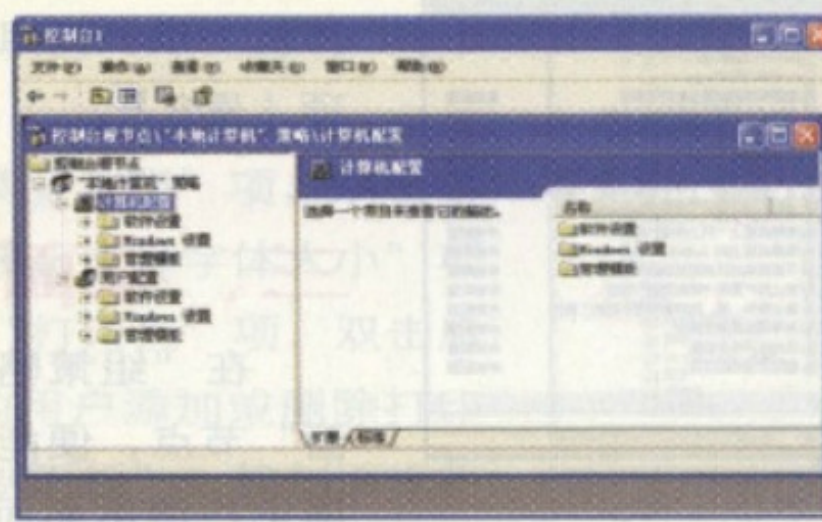 控制台1
文件(F) 操作(A) 查看(V) 收藏夹(O) 窗口(W) 帮助(H)
控制台根节点\"本地计算机" 策略\计算机配置
控制台根节点
"本地计算机" 策略
计算机配置
软件设置
Windows 设置
管理模板
用户配置
软件设置
Windows 设置
管理模板
计算机配置
选择一个项目来查看它的描述。
名称
软件设置
Windows 设置
管理模板
扩展 标准